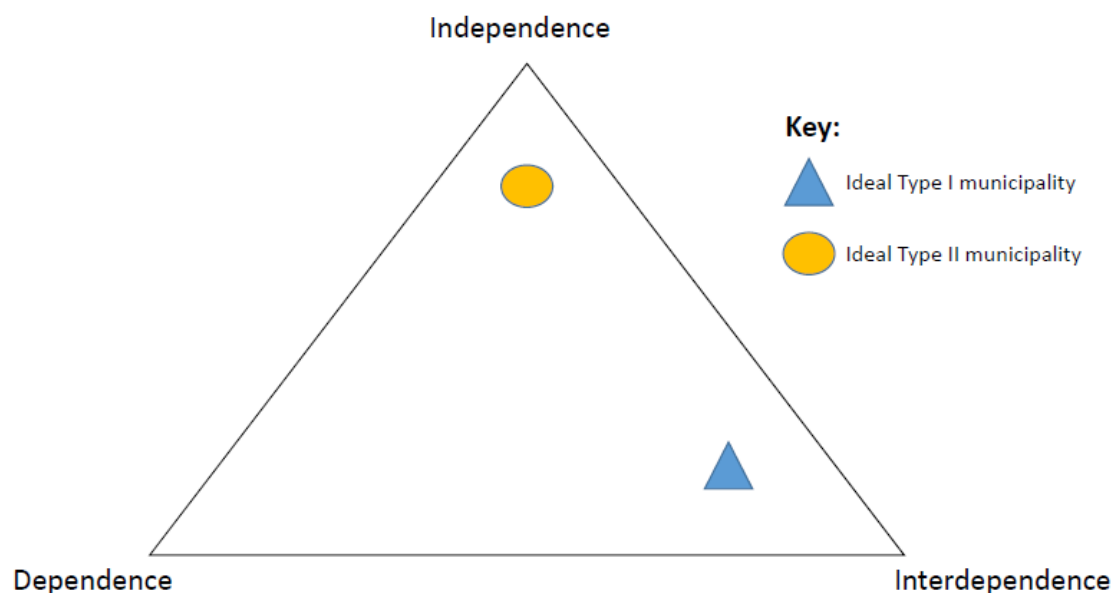 Independence
Key:
Ideal Type I municipality
Ideal Type II municipality
Dependence
Interdependence